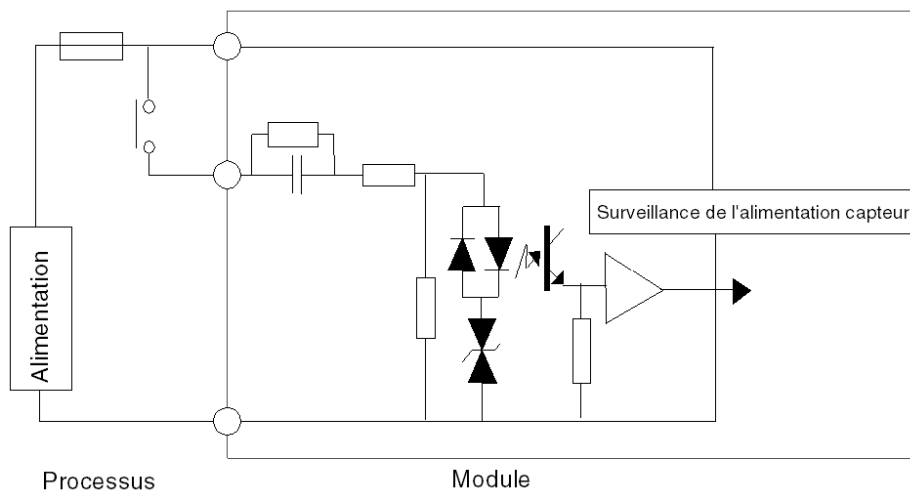 Surveillance de l'alimentation capteur
Alimentation
Processus
Module